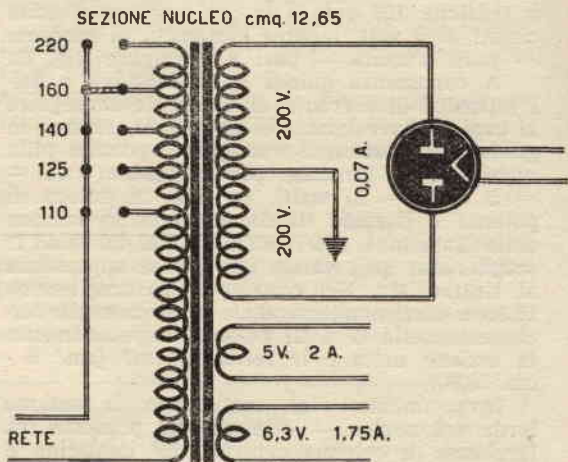 SEZIONE NUCLEO cmq. 12,65
220
160
140
125
110
200 V.
200 V.
0,07 A.
5 V. 2 A.
6,3 V. 1.75 A.
RETE